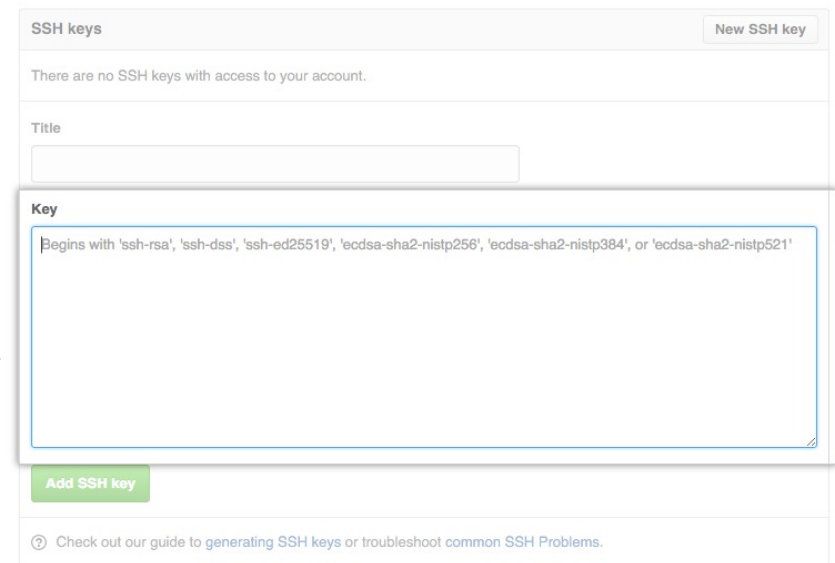 SSH keys
New SSH key
There are no SSH keys with access to your account.
Title
Key
Begins with 'ssh-rsa', 'ssh-dss', 'ssh-ed25519', 'ecdsa-sha2-nistp256', 'ecdsa-sha2-nistp384', or 'ecdsa-sha2-nistp521'
Add SSH key
Check out our guide to generating SSH keys or troubleshoot common SSH Problems.